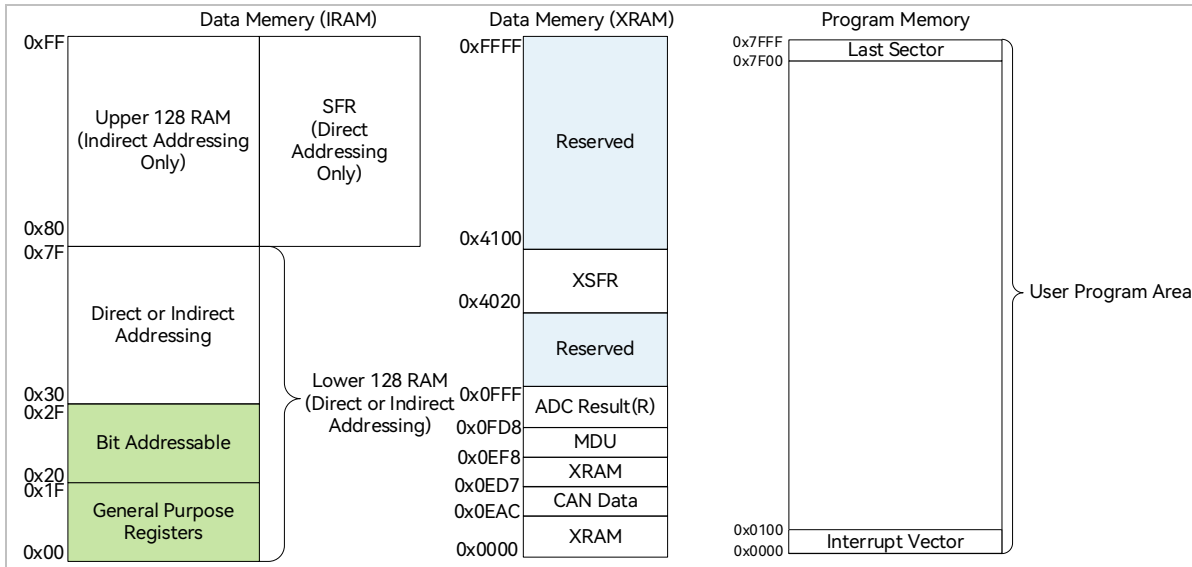 Data Memery (IRAM)
0xFF
Upper 128 RAM
(Indirect Addressing
Only)
SFR
(Direct
Addressing
Only)
0x80
0x7F
Direct or Indirect
Addressing
0x30
0x2F
Bit Addressable
0x20
0x1F
General Purpose
Registers
0x00
Lower 128 RAM
(Direct or Indirect
Addressing)
Data Memery (XRAM)
0xFFFF
Reserved
0x4100
XSFR
0x4020
Reserved
0x0FFF
ADC Result(R)
0x0FD8
MDU
0x0EF8
XRAM
0x0ED7
CAN Data
0x0EAC
XRAM
0x0000
Program Memory
0x7FFF
Last Sector
0x7F00
User Program Area
0x0100
Interrupt Vector
0x0000